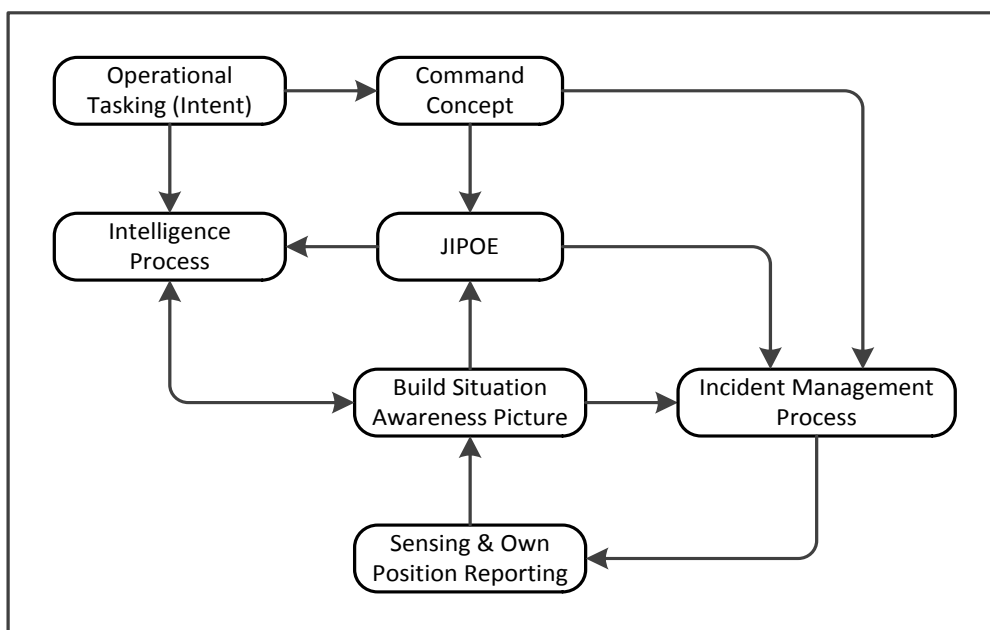 Operational
Tasking (Intent)
Command
Concept
Intelligence
Process
JIPOE
Build Situation
Awareness Picture
Incident Management
Process
Sensing & Own
Position Reporting